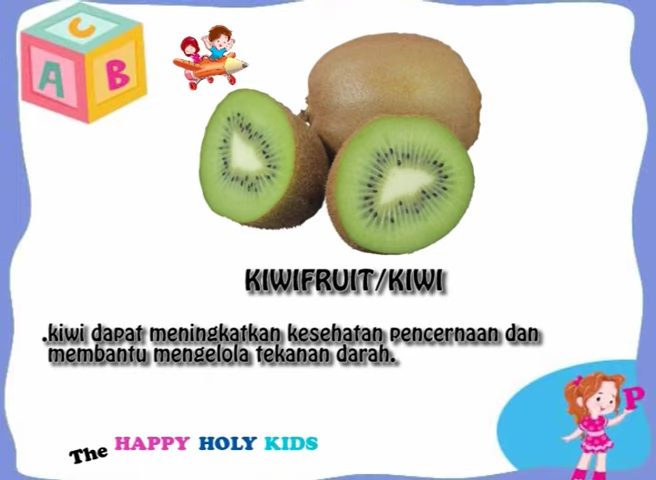 C
A B
KIWIFRUIT/KIWI
.kiwi dapat meningkatkan kesehatan pencernaan dan
membantu mengelola tekanan darah.
P
The HAPPY HOLY KIDS